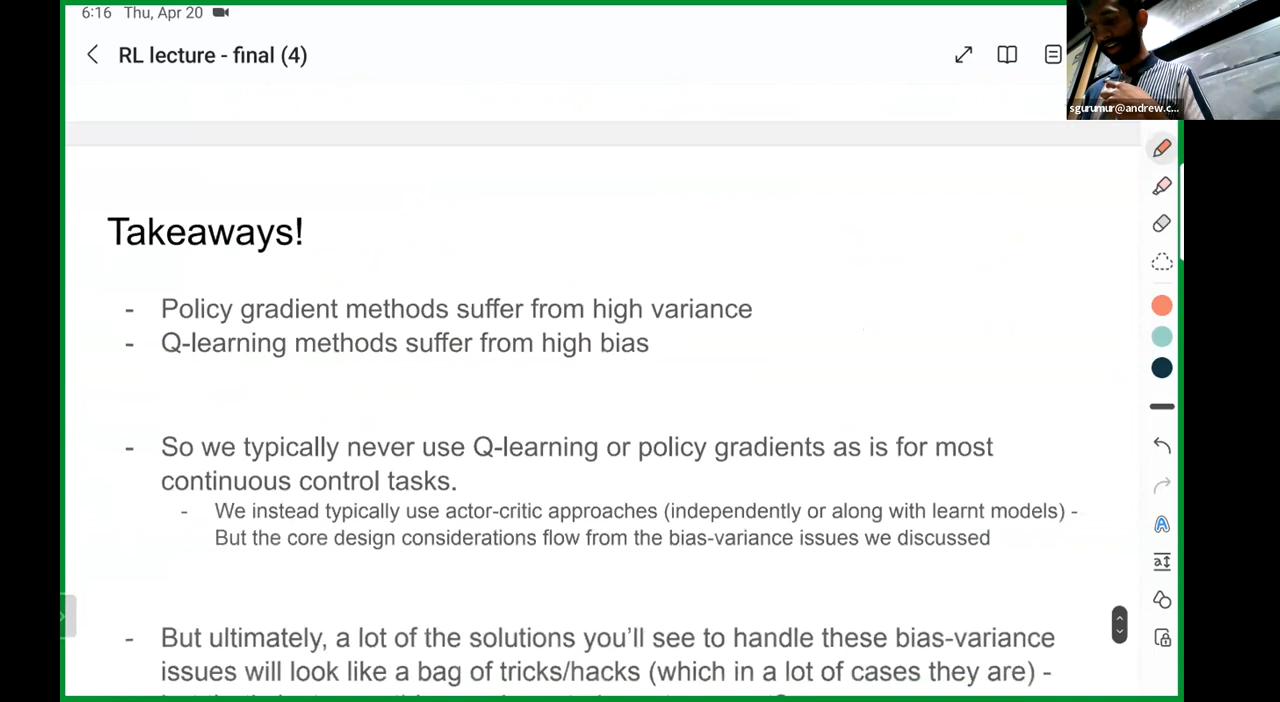 6:16 Thu, Apr 20
RL lecture - final (4)
sgurumur@andrew.c...
Takeaways!
- Policy gradient methods suffer from high variance
- Q-learning methods suffer from high bias
- So we typically never use Q-learning or policy gradients as is for most
continuous control tasks.
- We instead typically use actor-critic approaches (independently or along with learnt models) -
But the core design considerations flow from the bias-variance issues we discussed
- But ultimately, a lot of the solutions you'll see to handle these bias-variance
issues will look like a bag of tricks/hacks (which in a lot of cases they are) -